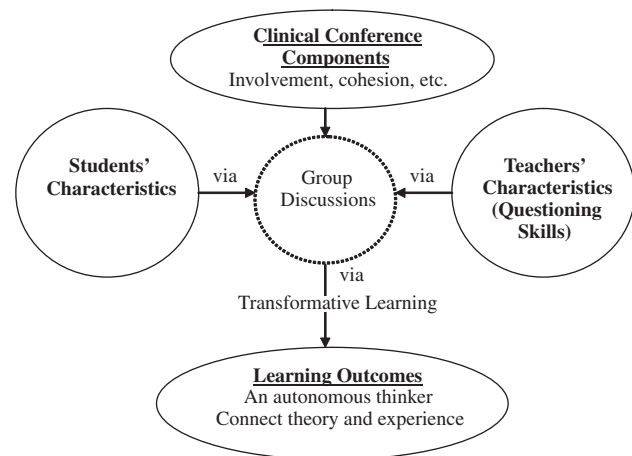 Clinical Conference
Components
Involvement, cohesion, etc.
Students'
Characteristics
via
Group
Discussions
via
Teachers'
Characteristics
(Questioning
Skills)
via
Transformative Learning
Learning Outcomes
An autonomous thinker
Connect theory and experience